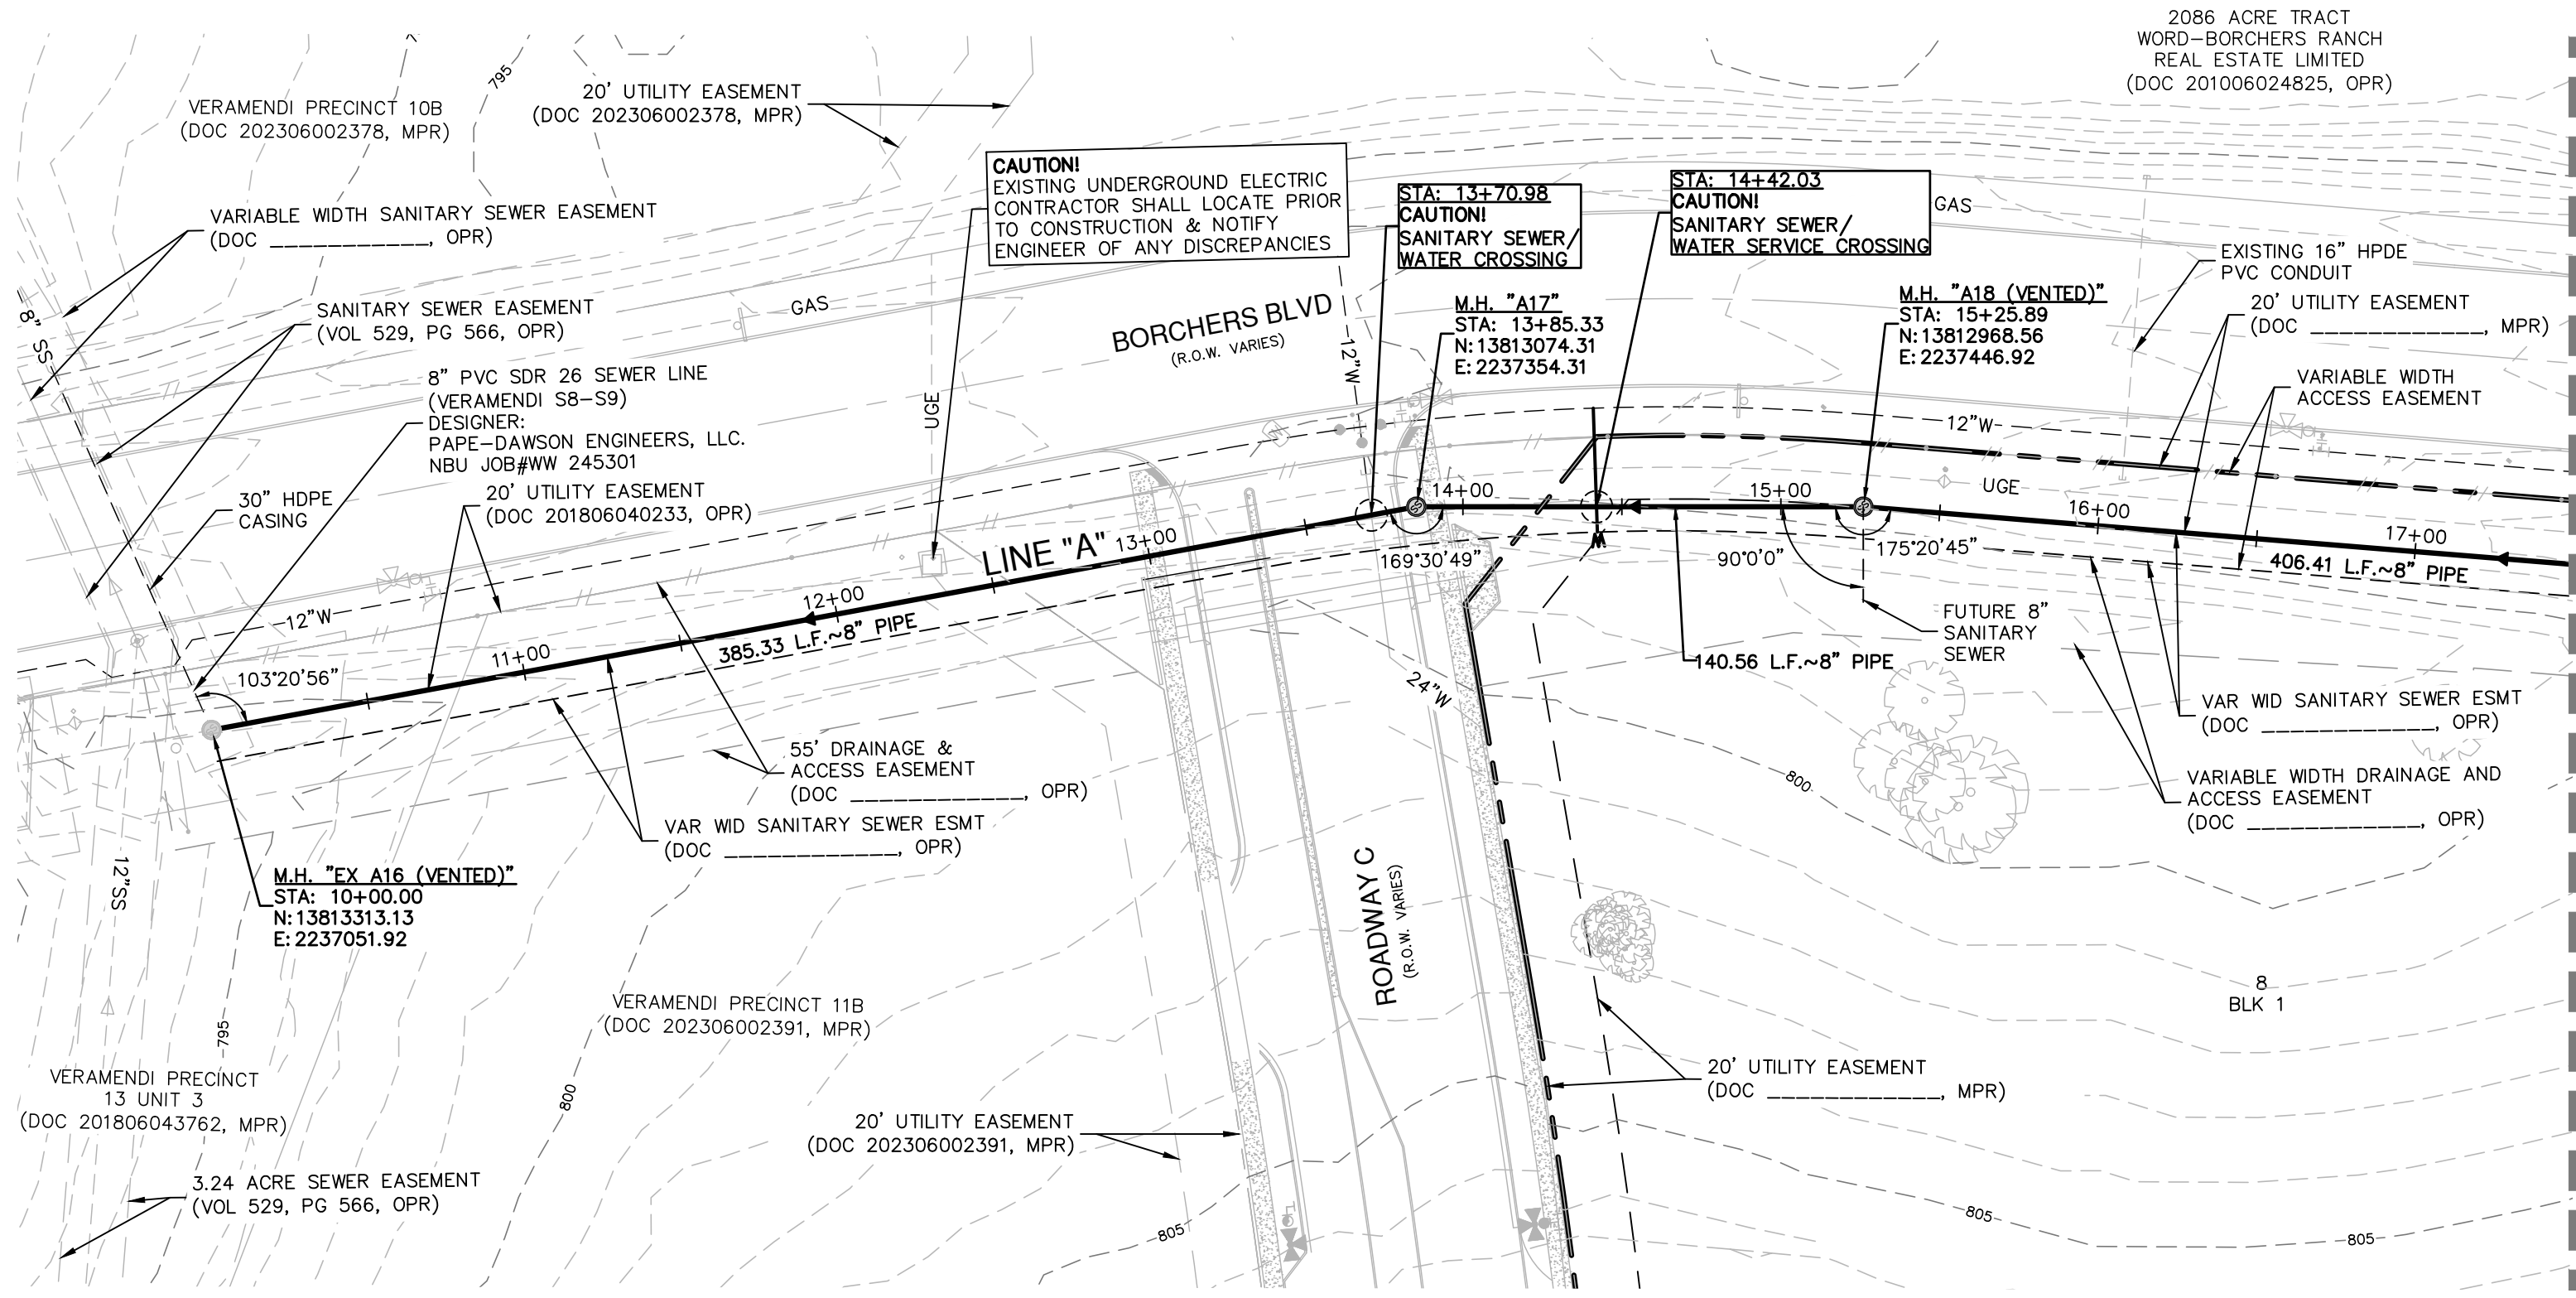 2086 ACRE TRACT
WORD-BORCHERS RANCH
REAL ESTATE LIMITED
(DOC 201006024825, OPR)
795
VERAMENDI PRECINCT 10B
(DOC 202306002378, MPR)
20' UTILITY EASEMENT
(DOC 202306002378, MPR)
CAUTION!
EXISTING UNDERGROUND ELECTRIC
CONTRACTOR SHALL LOCATE PRIOR
TO CONSTRUCTION & NOTIFY
ENGINEER OF ANY DISCREPANCIES
STA: 13+70.98
CAUTION!
SANITARY SEWER/
WATER CROSSING
STA: 14+42.03
CAUTION!
SANITARY SEWER/
WATER SERVICE CROSSING
GAS
VARIABLE WIDTH SANITARY SEWER EASEMENT
(DOC ___________, OPR)
EXISTING 16" HPDE
PVC CONDUIT
8" SS
SANITARY SEWER EASEMENT
(VOL 529, PG 566, OPR)
GAS
BORCHERS BLVD
(R.O.W. VARIES)
12"W
M.H. "A17"
STA: 13+85.33
N:13813074.31
E:2237354.31
M.H. "A18 (VENTED)"
STA: 15+25.89
N:13812968.56
E:2237446.92
20' UTILITY EASEMENT
(DOC ____________, MPR)
8" PVC SDR 26 SEWER LINE
(VERAMENDI S8-S9)
DESIGNER:
PAPE-DAWSON ENGINEERS, LLC.
NBU JOB#WW 245301
UGE
VARIABLE WIDTH
ACCESS EASEMENT
12"W
30" HDPE
CASING
20' UTILITY EASEMENT
(DOC 201806040233, OPR)
14+00
15+00
UGE
16+00
17+00
LINE "A"
13+00
169°30'49"
90°0'0"
175°20'45"
406.41 L.F.~8" PIPE
12"W
12+00
385.33 L.F.~8" PIPE
11+00
103°20'56"
FUTURE 8"
SANITARY
SEWER
140.56 L.F.~8" PIPE
24"W
VAR WID SANITARY SEWER ESMT
(DOC ____________, OPR)
55' DRAINAGE &
ACCESS EASEMENT
(DOC ____________, OPR)
800
VARIABLE WIDTH DRAINAGE AND
ACCESS EASEMENT
(DOC ____________, OPR)
VAR WID SANITARY SEWER ESMT
(DOC ____________, OPR)
12"SS
M.H. "EX A16 (VENTED)"
STA: 10+00.00
N:13813313.13
E:2237051.92
ROADWAY C
(R.O.W. VARIES)
8
BLK 1
VERAMENDI PRECINCT 11B
(DOC 202306002391, MPR)
795
800
VERAMENDI PRECINCT
13 UNIT 3
(DOC 201806043762, MPR)
20' UTILITY EASEMENT
(DOC ____________, MPR)
20' UTILITY EASEMENT
(DOC 202306002391, MPR)
3.24 ACRE SEWER EASEMENT
(VOL 529, PG 566, OPR)
805
805
805